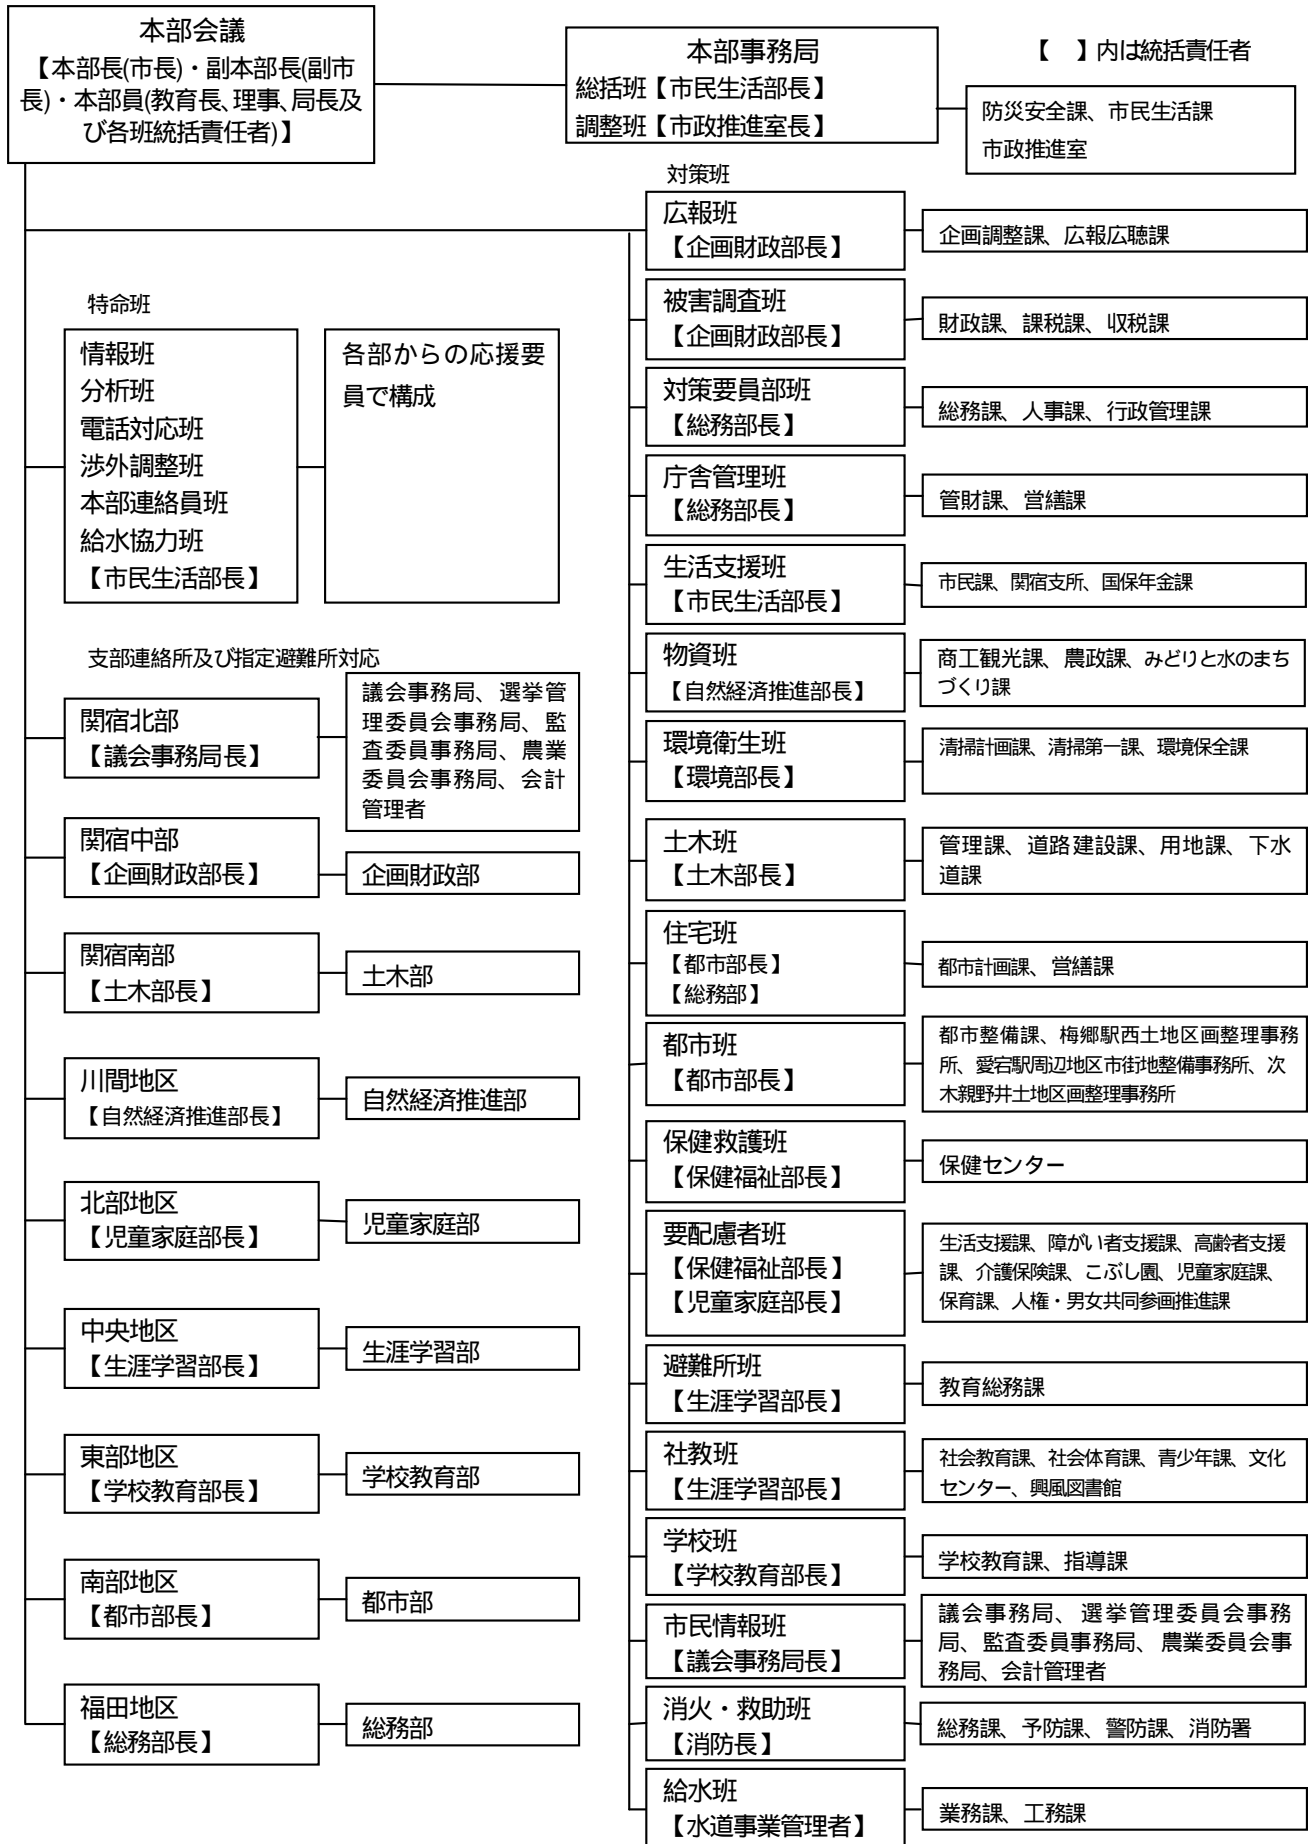 本部会議
【本部長(市長)・副本部長(副市
長)・本部員(教育長、理事、局長及
び各班統括責任者)】
本部事務局
総括班【市民生活部長】
調整班【市政推進室長】
【　】内は統括責任者
防災安全課、市民生活課
市政推進室
特命班
情報班
分析班
電話対応班
渉外調整班
本部連絡員班
給水協力班
【市民生活部長】
各部からの応援要
員で構成
支部連絡所及び指定避難所対応
関宿北部
【議会事務局長】
議会事務局、選挙管
理委員会事務局、監
査委員事務局、農業
委員会事務局、会計
管理者
関宿中部
【企画財政部長】
企画財政部
関宿南部
【土木部長】
土木部
川間地区
【自然経済推進部長】
自然経済推進部
北部地区
【児童家庭部長】
児童家庭部
中央地区
【生涯学習部長】
生涯学習部
東部地区
【学校教育部長】
学校教育部
南部地区
【都市部長】
都市部
福田地区
【総務部長】
総務部
対策班
広報班
【企画財政部長】
企画調整課、広報広聴課
被害調査班
【企画財政部長】
財政課、課税課、収税課
対策要員部班
【総務部長】
総務課、人事課、行政管理課
庁舎管理班
【総務部長】
管財課、営繕課
生活支援班
【市民生活部長】
市民課、関宿支所、国保年金課
物資班
【自然経済推進部長】
商工観光課、農政課、みどりと水のまち
づくり課
環境衛生班
【環境部長】
清掃計画課、清掃第一課、環境保全課
土木班
【土木部長】
管理課、道路建設課、用地課、下水
道課
住宅班
【都市部長】
【総務部】
都市計画課、営繕課
都市班
【都市部長】
都市整備課、梅郷駅西土地区画整理事務
所、愛宕駅周辺地区市街地整備事務所、次
木親野井土地区画整理事務所
保健救護班
【保健福祉部長】
保健センター
要配慮者班
【保健福祉部長】
【児童家庭部長】
生活支援課、障がい者支援課、高齢者支援
課、介護保険課、こぶし園、児童家庭課、
保育課、人権・男女共同参画推進課
避難所班
【生涯学習部長】
教育総務課
社教班
【生涯学習部長】
社会教育課、社会体育課、青少年課、文化
センター、興風図書館
学校班
【学校教育部長】
学校教育課、指導課
市民情報班
【議会事務局長】
議会事務局、選挙管理委員会事務
局、監査委員事務局、農業委員会事
務局、会計管理者
消火・救助班
【消防長】
総務課、予防課、警防課、消防署
給水班
【水道事業管理者】
業務課、工務課